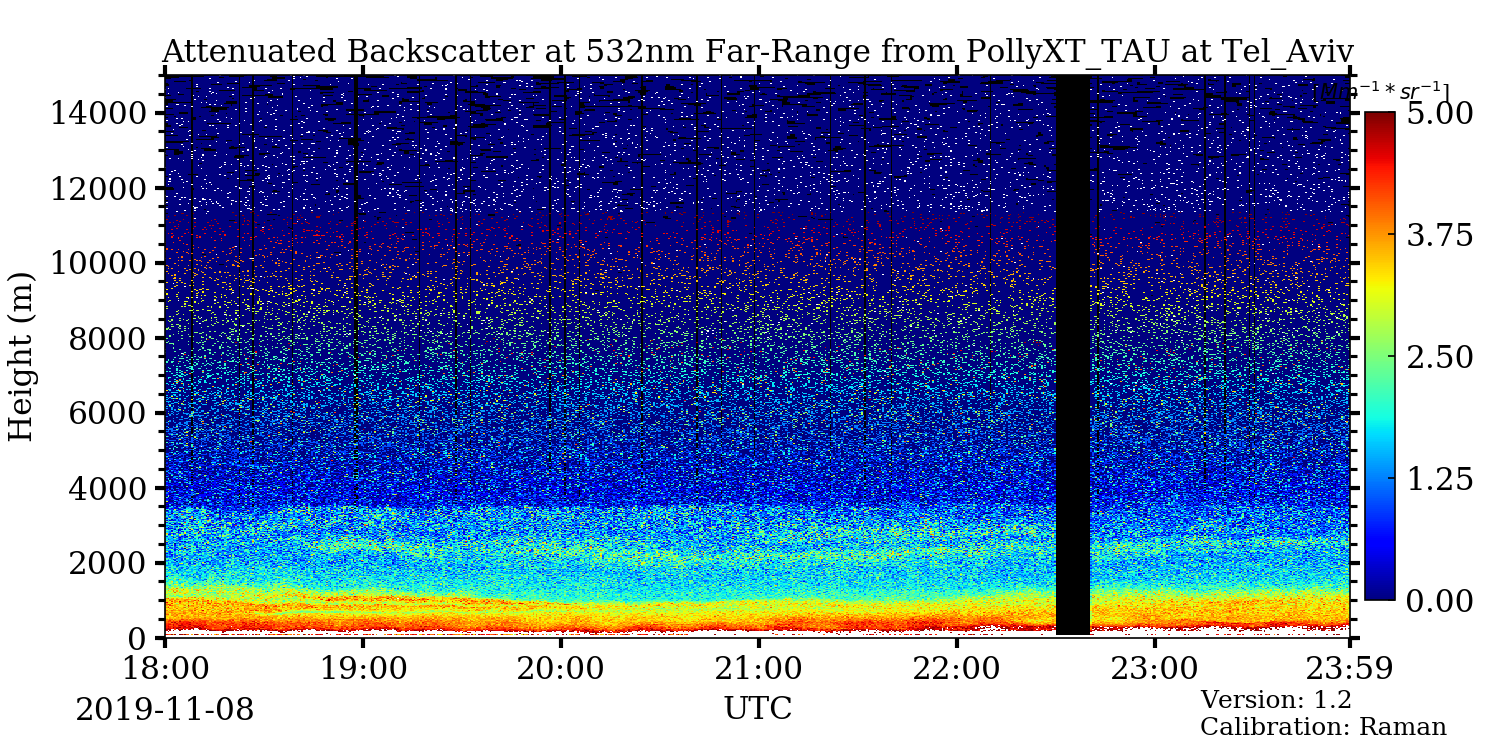 Attenuated Backscatter at 532nm Far-Range from PollyXT_TAU at Tel_Aviv
Mm⁻¹ * sr⁻¹]
14000
12000
10000
8000
6000
4000
2000
0
Height (m)
5.00
3.75
2.50
1.25
0.00
18:00 19:00 20:00 21:00 22:00 23:00 23:59
2019-11-08
UTC
Version: 1.2
Calibration: Raman